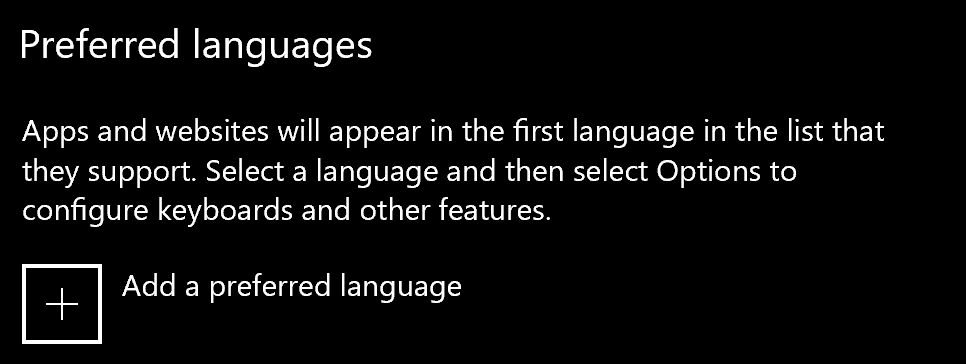 Preferred languages
Apps and websites will appear in the first language in the list that
they support. Select a language and then select Options to
configure keyboards and other features.
Add a preferred language